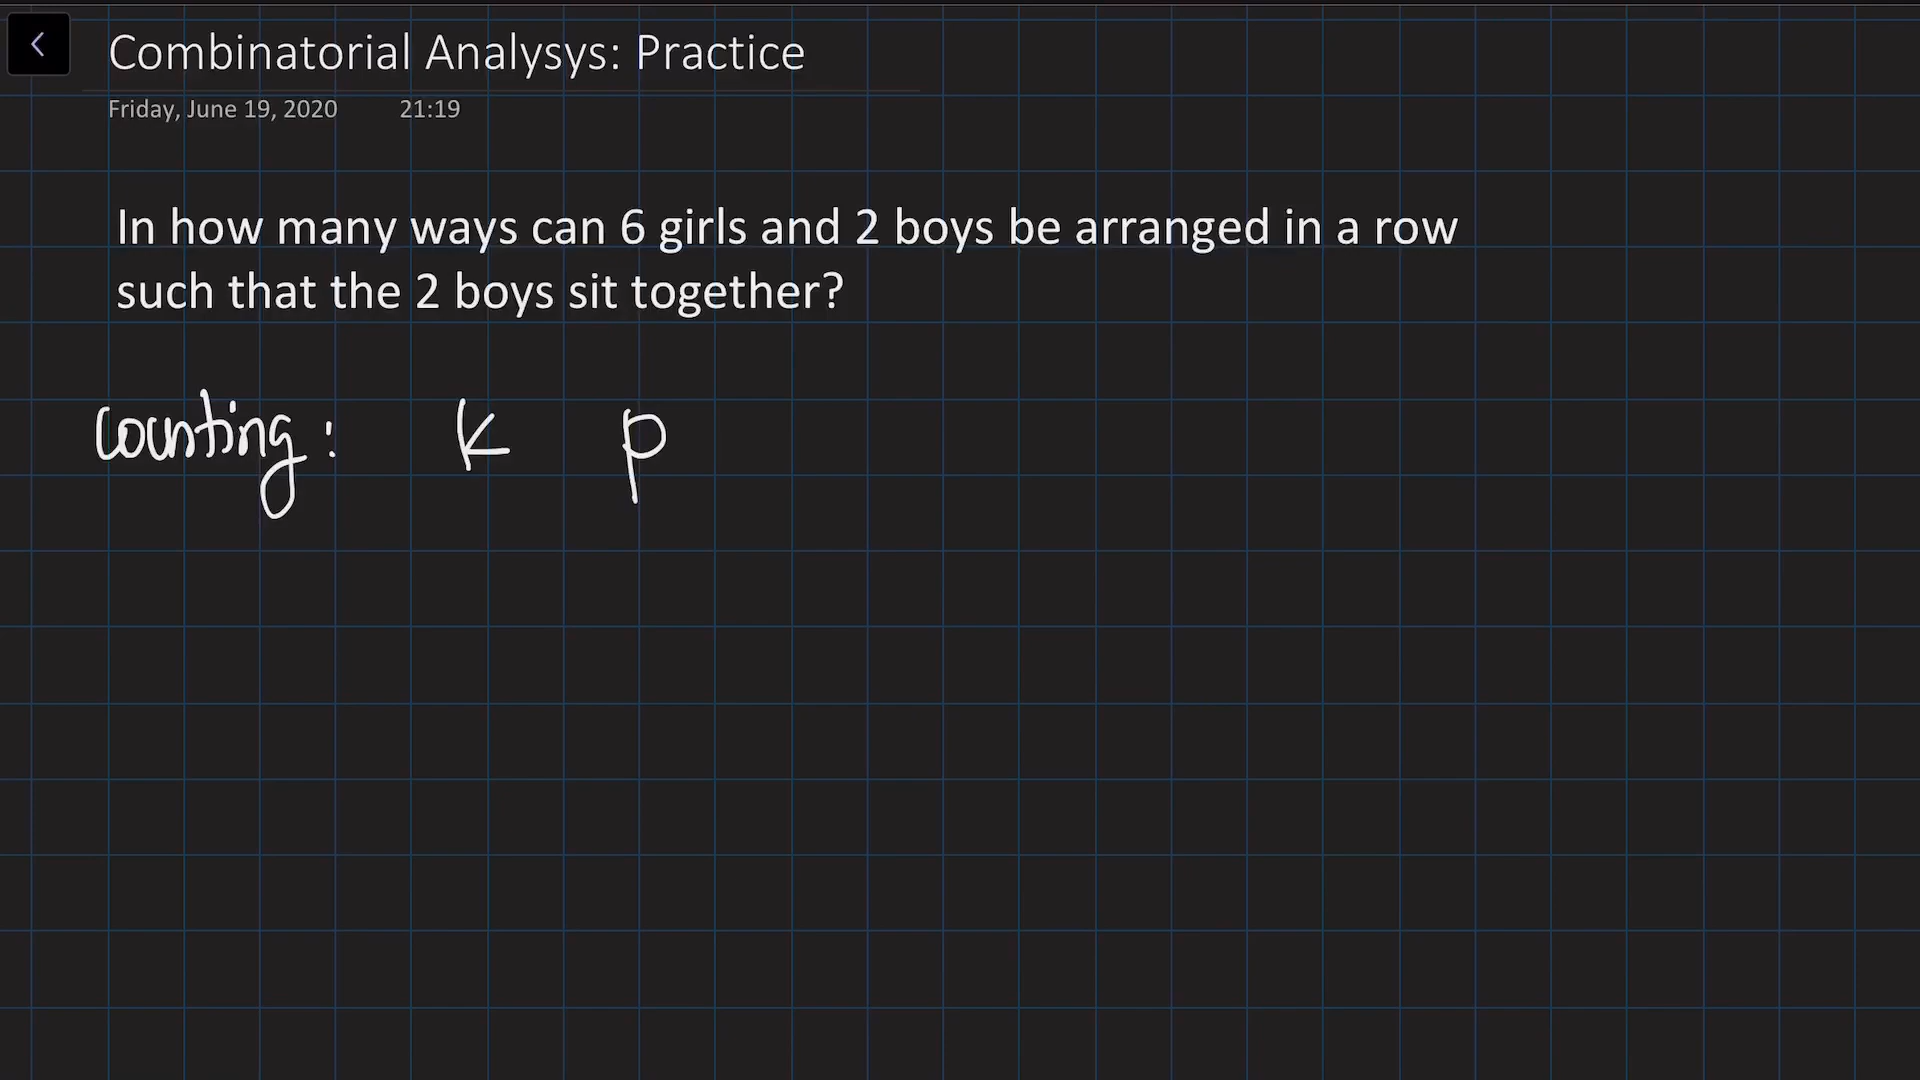 Combinatorial Analysys: Practice
Friday, June 19, 2020 21:19
In how many ways can 6 girls and 2 boys be arranged in a row
such that the 2 boys sit together?
counting: k p